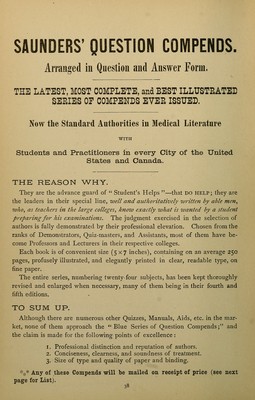 SAUNDERS' QUESTION COMPENDS.
Arranged in Question and Answer Form.
THE LATEST, MOST COMPLETE, and BEST ILLUSTRATED
SERIES OF COMPENDS EVER ISSUED.
Now the Standard Authorities in Medical Literature
WITH
Students and Practitioners in every City of the United
States and Canada.
THE REASON WHY.
They are the advance guard of "Student's Helps"—that DO HELP; they are
the leaders in their special line, well and authoritatively written by able men,
who, as teachers in the large colleges, know exactly what is wanted by a student
preparing for his examinations. The judgment exercised in the selection of
authors is fully demonstrated by their professional elevation. Chosen from the
ranks of Demonstrators, Quiz-masters, and Assistants, most of them have be-
come Professors and Lecturers in their respective colleges.
Each book is of convenient size (5 x 7 inches), containing on an average 250
pages, profusely illustrated, and elegantly printed in clear, readable type, on
fine paper.
The entire series, numbering twenty-four subjects, has been kept thoroughly
revised and enlarged when necessary, many of them being in their fourth and
fifth editions.
TO SUM UP.
Although there are numerous other Quizzes, Manuals, Aids, etc. in the mar-
ket, none of them approach the "Blue Series of Question Compends;" and
the claim is made for the following points of excellence:
1. Professional distinction and reputation of authors.
2. Conciseness, clearness, and soundness of treatment.
3. Size of type and quality of paper and binding.
*** Any of these Compends will be mailed on receipt of price (see next
page for List).
38